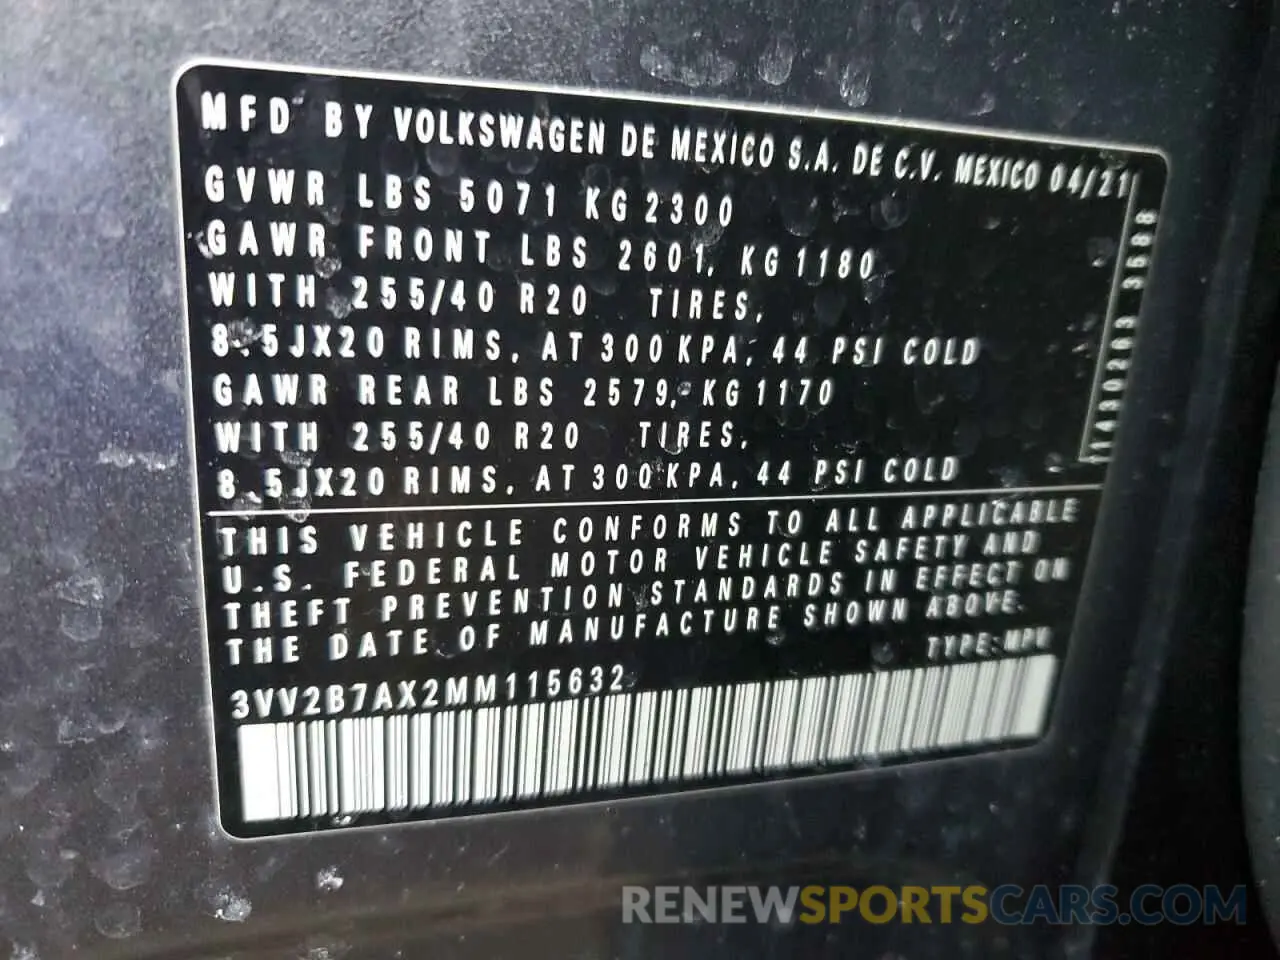 MFD BY VOLKSWAGEN DE MEXICO S.A. DE C.V. MEXICO 04/21
GVWR LBS 5071 KG 2300
GAWR FRONT LBS 2601, KG 1180
WITH 255/40 R20 TIRES,
8.5JX20 RIMS, AT 300 KPA, 44 PSI COLD
GAWR REAR LBS 2579, KG 1170
WITH 255/40 R20 TIRES,
8.5JX20 RIMS, AT 300 KPA, 44 PSI COLD
1430203 3688
THIS VEHICLE CONFORMS TO ALL APPLICABLE
U.S. FEDERAL MOTOR VEHICLE SAFETY AND
THEFT PREVENTION STANDARDS IN EFFECT ON
THE DATE OF MANUFACTURE SHOWN ABOVE.
TYPE: MPV
3VV2B7AX2MM115632
RENEWSPORTSCARS.COM